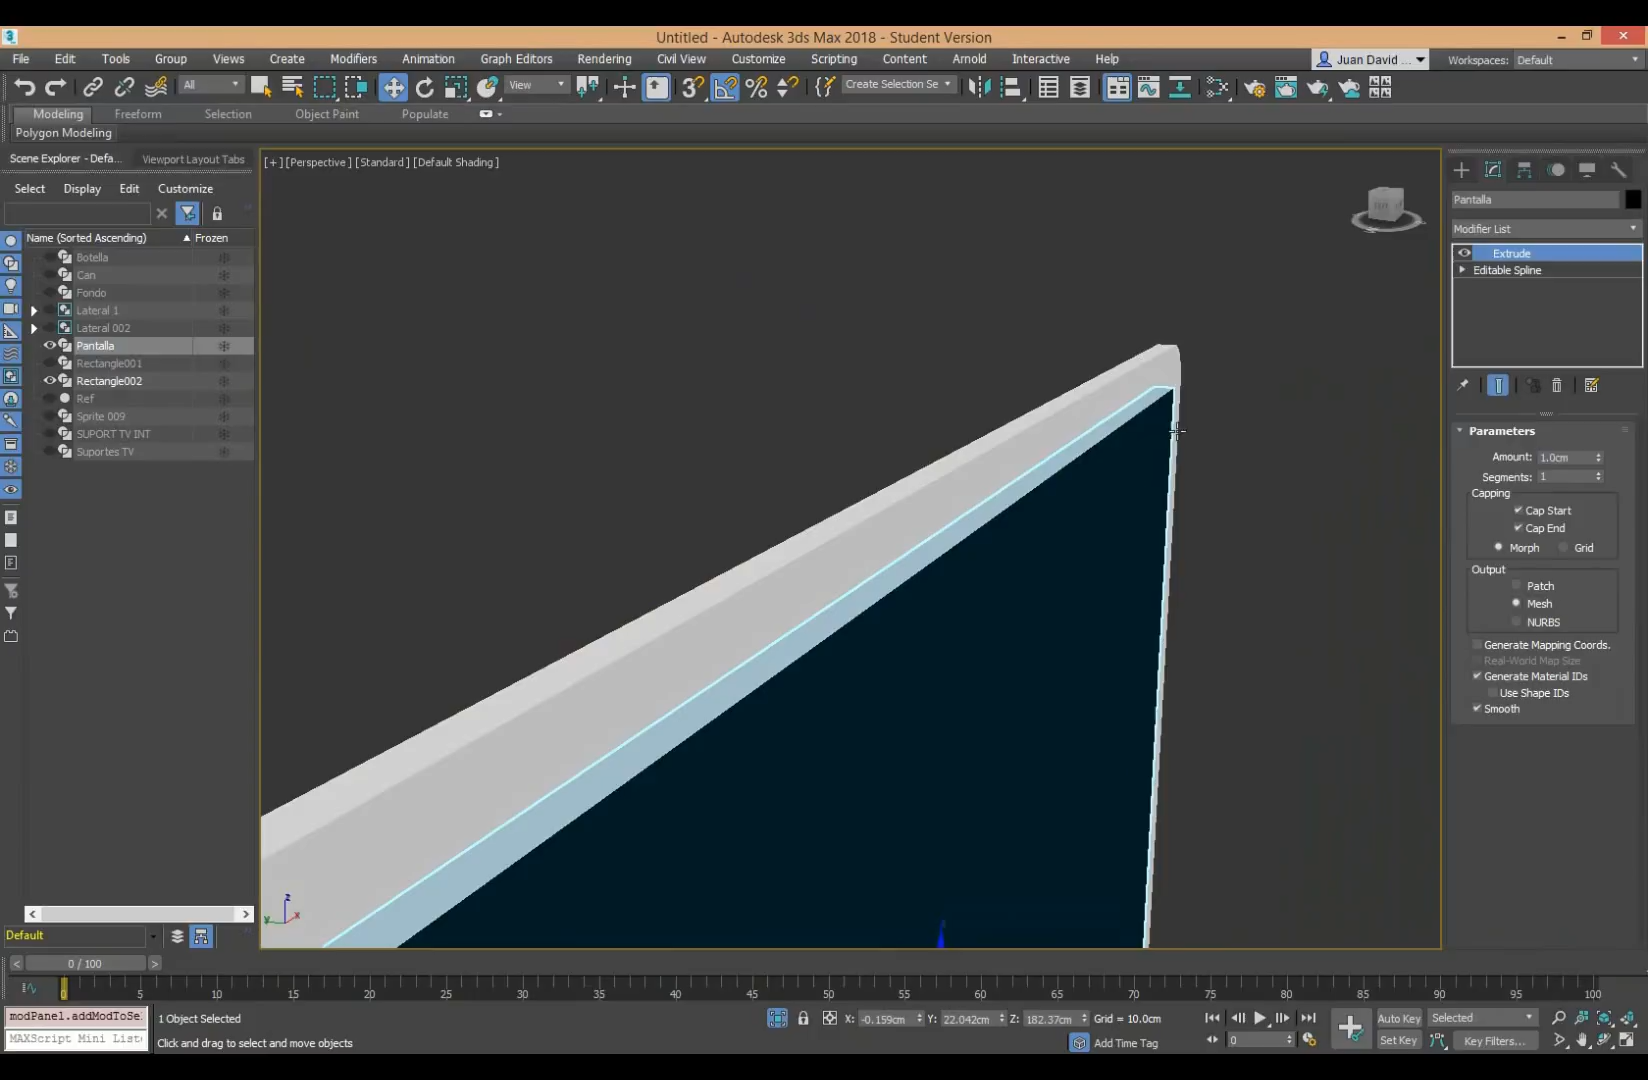 Untitled - Autodesk 3ds Max 2018 - Student Version
File Edit Tools Group Views Create Modifiers Animation Graph Editors Rendering Civil View Customize Scripting Content Arnold Interactive Help
Juan David ...
Workspaces: Default
All
View
Create Selection Se
Modeling Freeform Selection Object Paint Populate
Polygon Modeling
Scene Explorer - Defa... Viewport Layout Tabs
Select Display Edit Customize
Name (Sorted Ascending) Frozen
Botella
Can
Fondo
Lateral 1
Lateral 002
Pantalla
Rectangle001
Rectangle002
Ref
Sprite 009
SUPORT TV INT
Suportes TV
[+] [Perspective] [Standard] [Default Shading]
z
y
x
Pantalla
Modifier List
Extrude
Editable Spline
Parameters
Amount: 1.0cm
Segments: 1
Capping
Cap Start
Cap End
Morph Grid
Output
Patch
Mesh
NURBS
Generate Mapping Coords.
Real-World Map Size
Generate Material IDs
Use Shape IDs
Smooth
Default
< 0 / 100 >
0 5 10 15 20 25 30 35 40 45 50 55 60 65 70 75 80 85 90 95 100
modPanel.addModToSe
MAXScript Mini List
1 Object Selected
Click and drag to select and move objects
X: -0.159cm Y: 22.042cm Z: 182.37cm Grid = 10.0cm
Add Time Tag
0
Auto Key Selected
Set Key Key Filters...